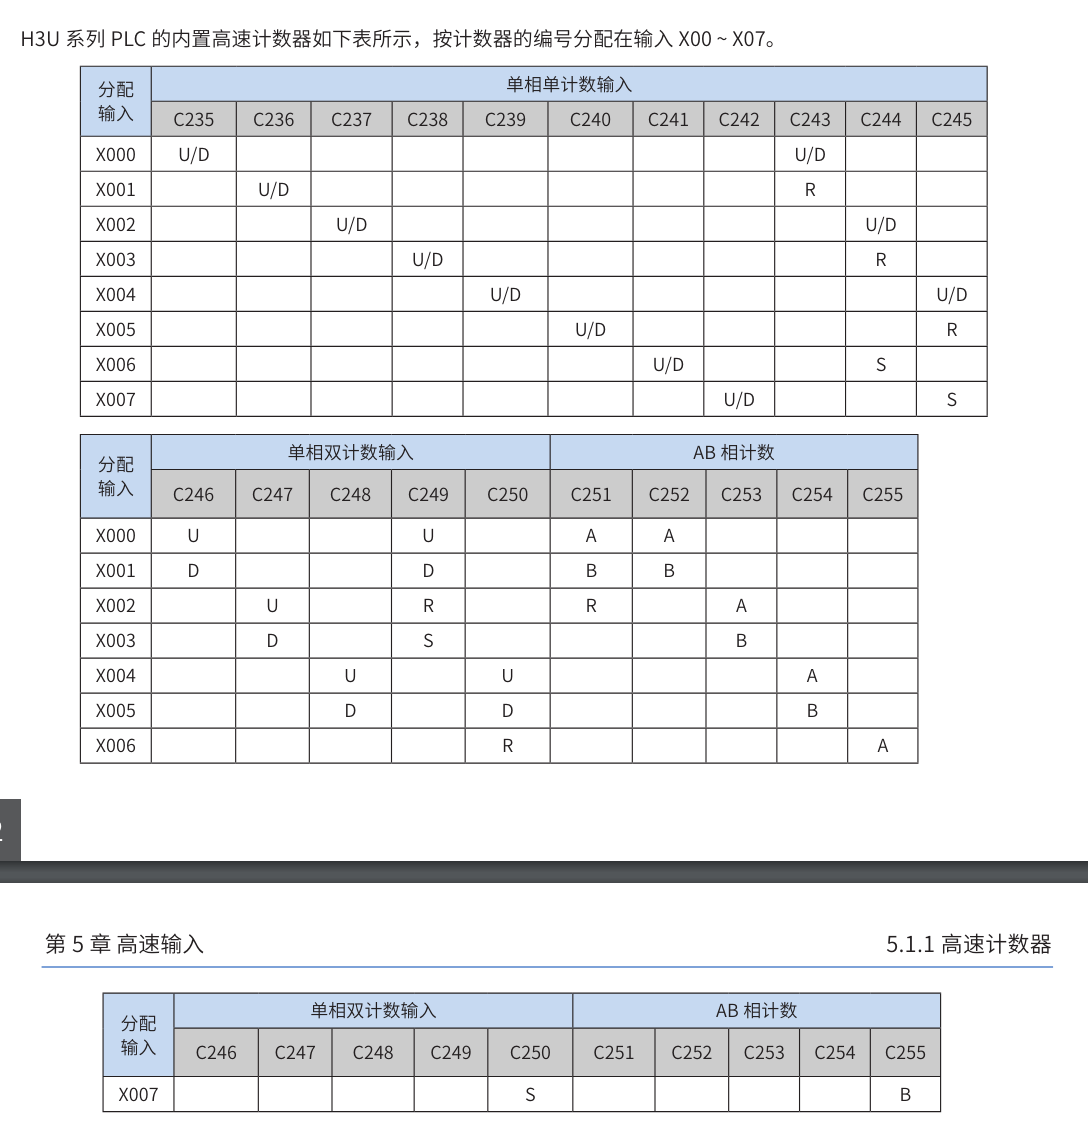 H3U 系列 PLC 的内置高速计数器如下表所示，按计数器的编号分配在输入 X00 ~ X07。
分配输入 单相单计数输入
C235 C236 C237 C238 C239 C240 C241 C242 C243 C244 C245
X000 U/D U/D
X001 U/D R
X002 U/D U/D
X003 U/D R
X004 U/D U/D
X005 U/D R
X006 U/D S
X007 U/D S
分配输入 单相双计数输入 AB 相计数
C246 C247 C248 C249 C250 C251 C252 C253 C254 C255
X000 U U A A
X001 D D B B
X002 U R R A
X003 D S B
X004 U U A
X005 D D B
X006 R A
第 5 章 高速输入 5.1.1 高速计数器
分配输入 单相双计数输入 AB 相计数
C246 C247 C248 C249 C250 C251 C252 C253 C254 C255
X007 S B